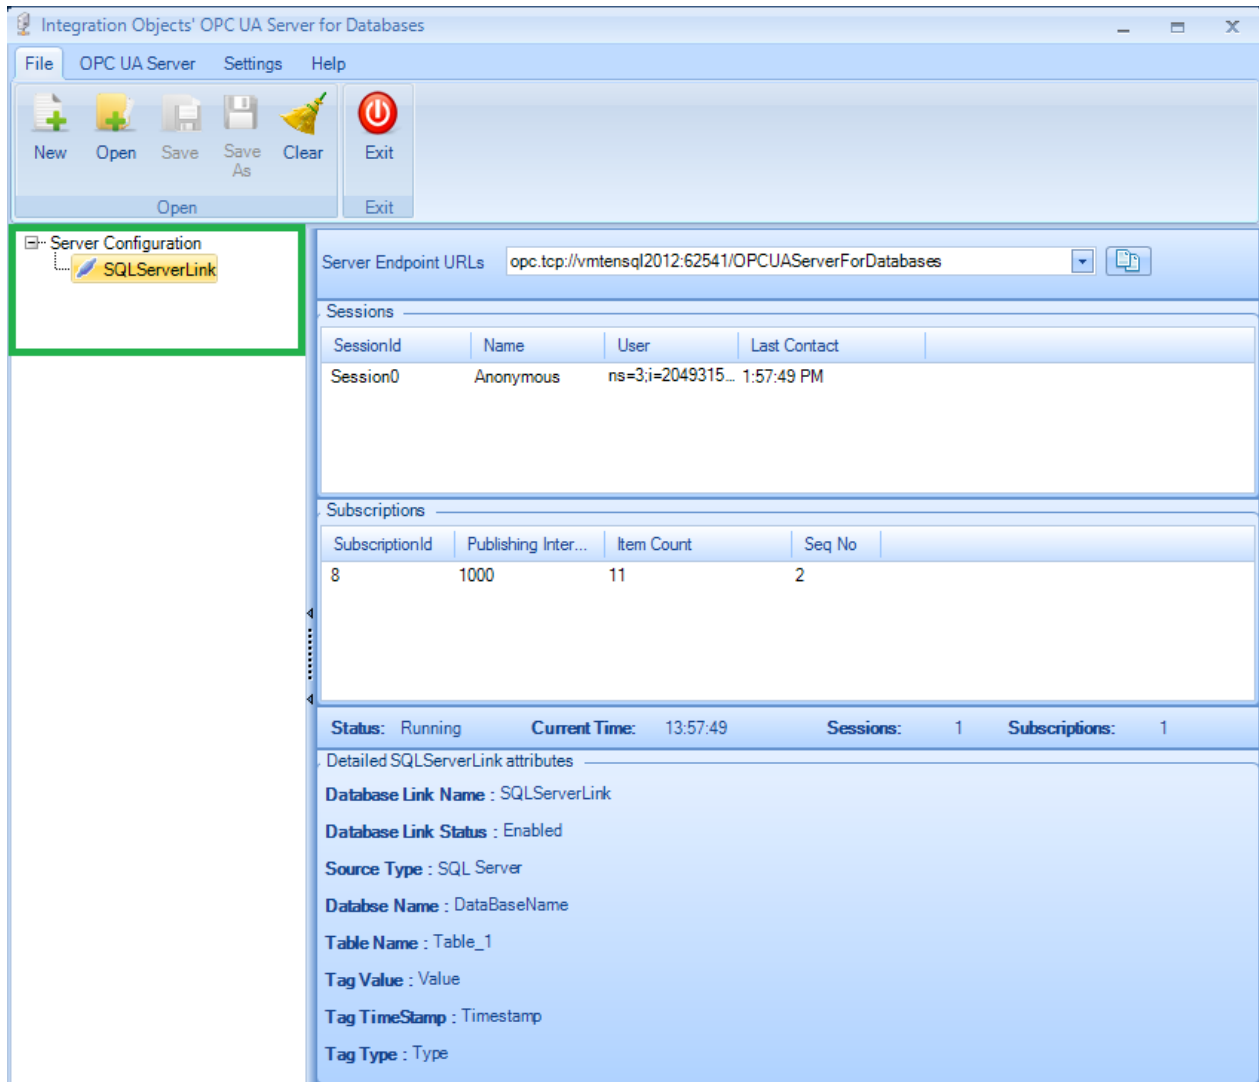 Integration Objects' OPC UA Server for Databases
File OPC UA Server Settings Help
New Open Save Save As Clear Exit
Open Exit
Server Configuration
SQLServerLink
Server Endpoint URLs opc.tcp://vmtensql2012:62541/OPCUAServerForDatabases
Sessions
SessionId Name User Last Contact
Session0 Anonymous ns=3;i=2049315... 1:57:49 PM
Subscriptions
SubscriptionId Publishing Inter... Item Count Seq No
8 1000 11 2
Status: Running Current Time: 13:57:49 Sessions: 1 Subscriptions: 1
Detailed SQLServerLink attributes
Database Link Name : SQLServerLink
Database Link Status : Enabled
Source Type : SQL Server
Databse Name : DataBaseName
Table Name : Table_1
Tag Value : Value
Tag TimeStamp : Timestamp
Tag Type : Type